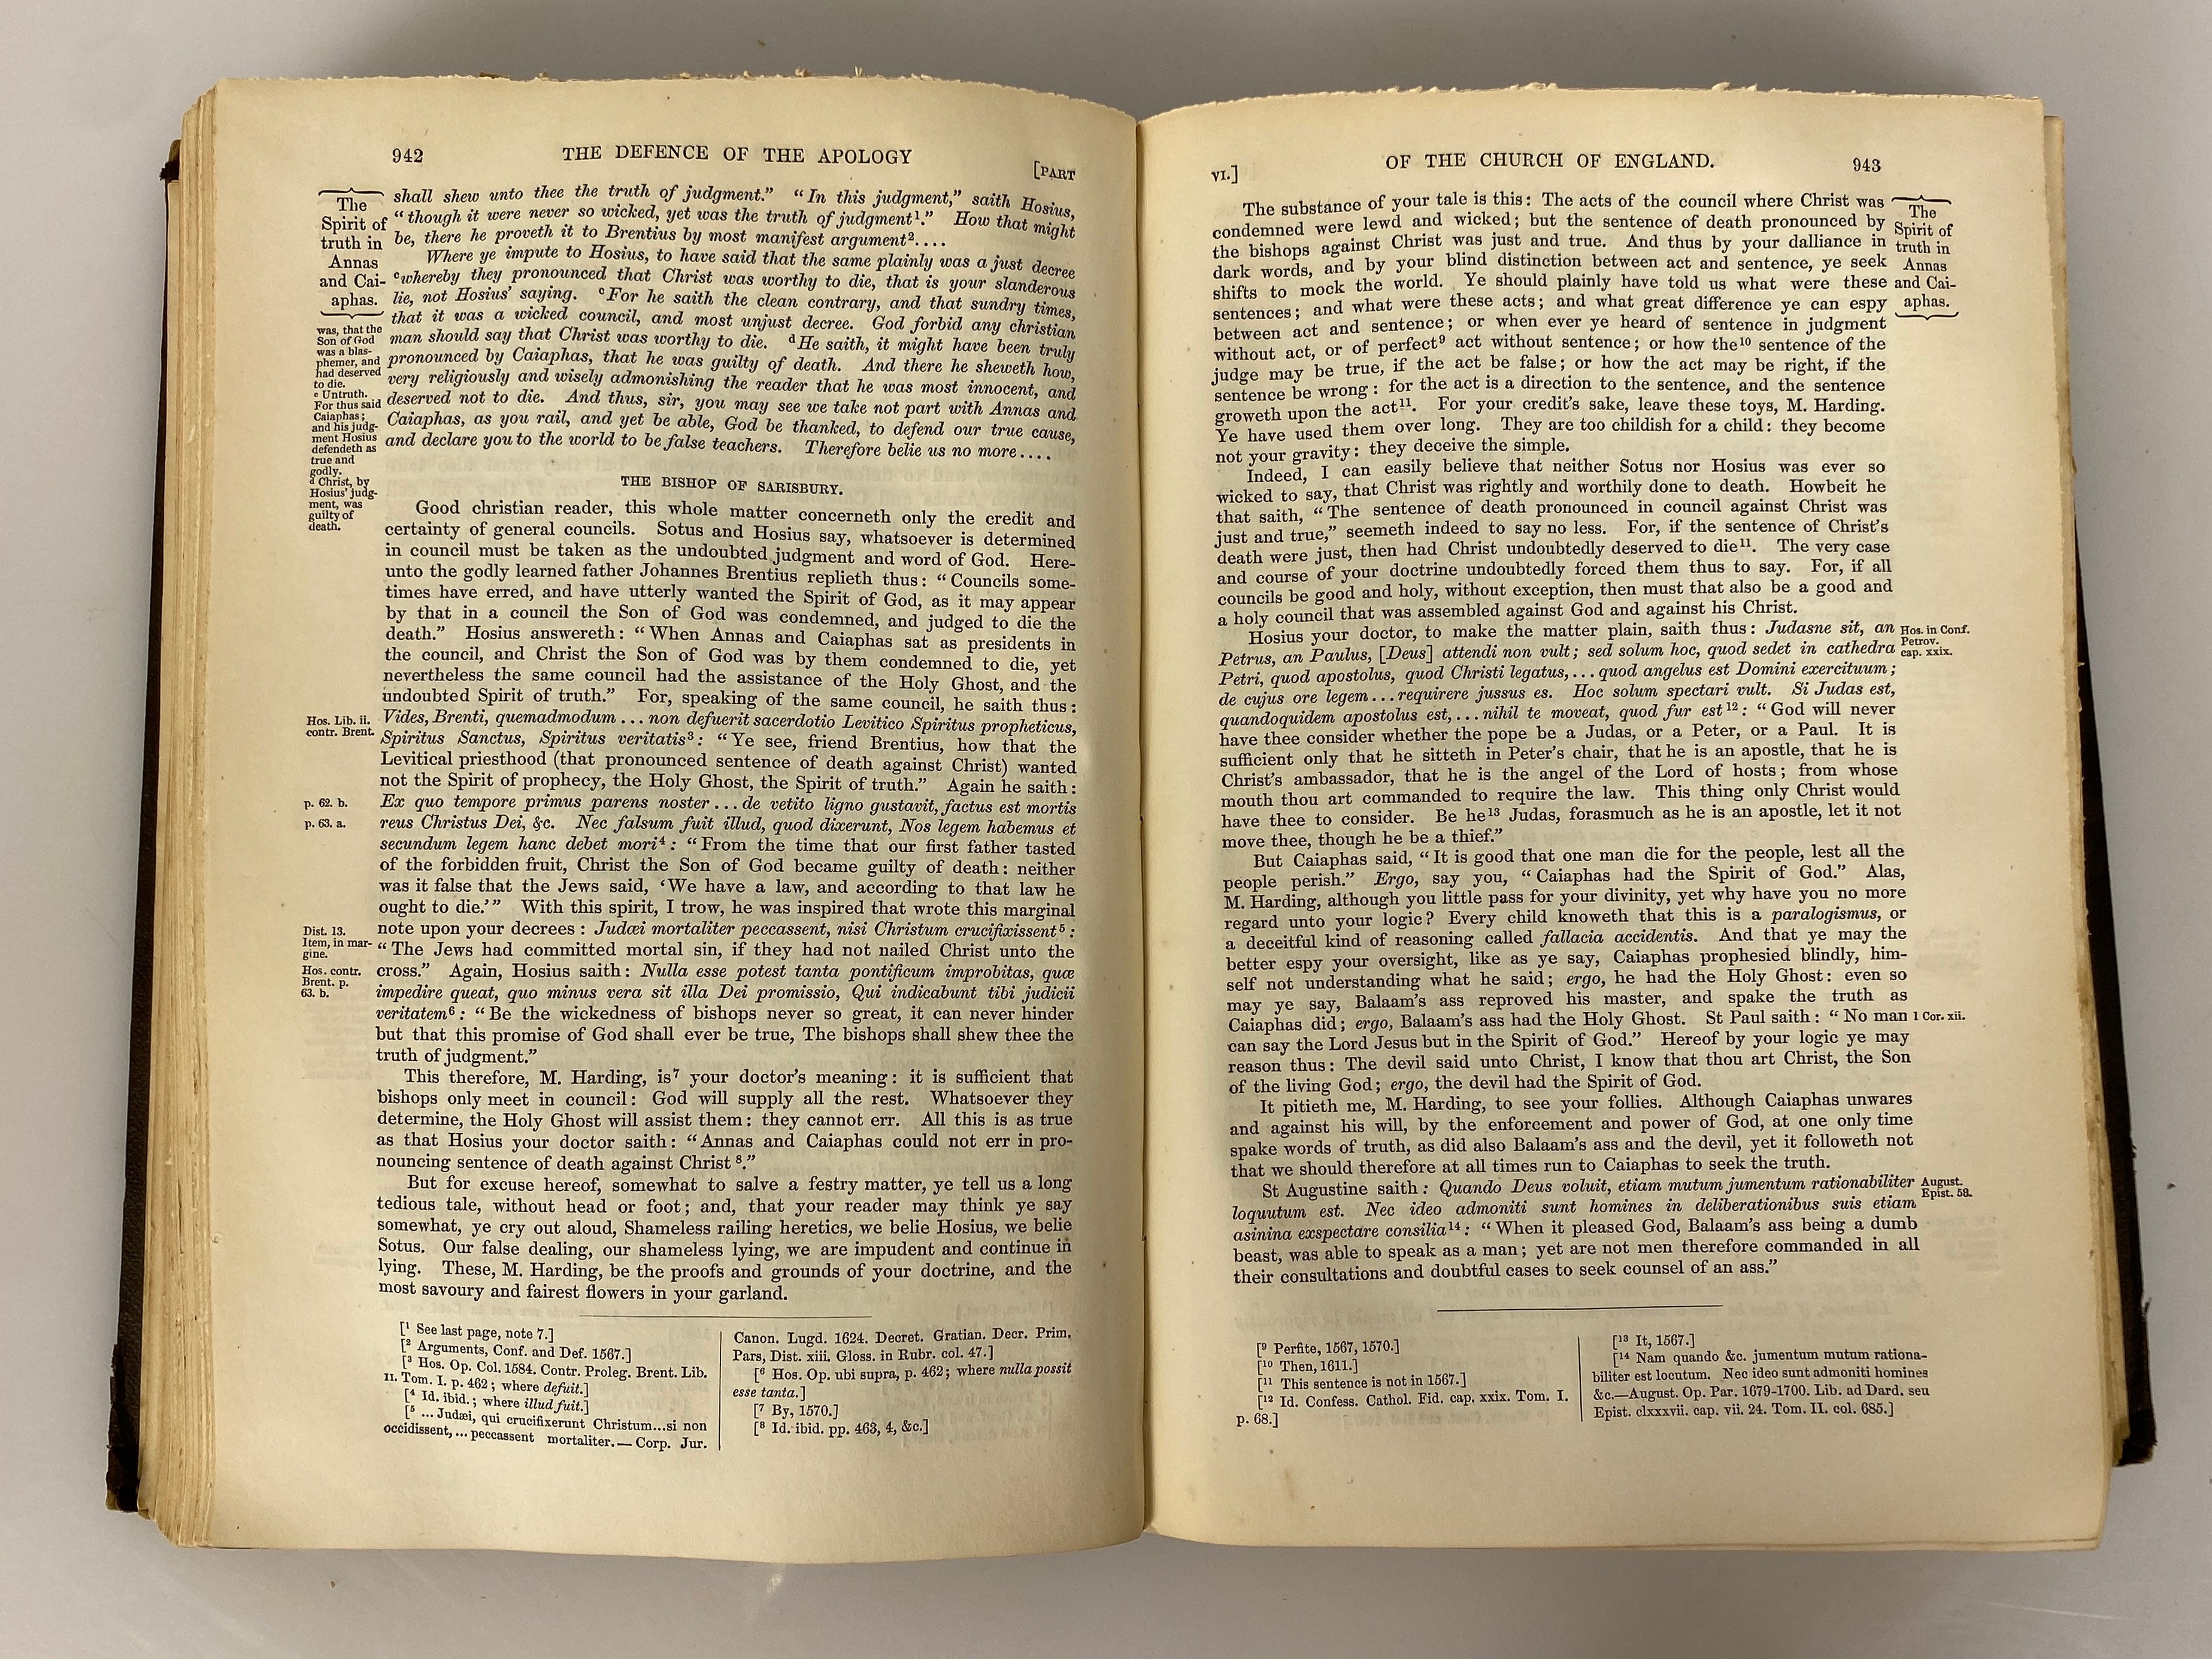 942 THE DEFENCE OF THE APOLOGY [PART
The
Spirit of
truth in
Annas
and Cai-
aphas.
was, that the
Son of God
was a blas-
phemer, and
had deserved
to die.
c Untruth.
For thus said
Caiaphas;
and his judg-
ment Hosius
defendeth as
true and
godly.
d Christ, by
Hosius' judg-
ment, was
guilty of
death.
shall shew unto thee the truth of judgment.” “In this judgment,” saith Hosius,
“though it were never so wicked, yet was the truth of judgment¹.” How that might
be, there he proveth it to Brentius by most manifest argument²....
Where ye impute to Hosius, to have said that the same plainly was a just decree
ᶜwhereby they pronounced that Christ was worthy to die, that is your slanderous
lie, not Hosius' saying. ᶜFor he saith the clean contrary, and that sundry times,
that it was a wicked council, and most unjust decree. God forbid any christian
man should say that Christ was worthy to die. ᵈHe saith, it might have been truly
pronounced by Caiaphas, that he was guilty of death. And there he sheweth how,
very religiously and wisely admonishing the reader that he was most innocent, and
deserved not to die. And thus, sir, you may see we take not part with Annas and
Caiaphas, as you rail, and yet be able, God be thanked, to defend our true cause,
and declare you to the world to be false teachers. Therefore belie us no more....
THE BISHOP OF SARISBURY.
Good christian reader, this whole matter concerneth only the credit and
certainty of general councils. Sotus and Hosius say, whatsoever is determined
in council must be taken as the undoubted judgment and word of God. Here-
unto the godly learned father Johannes Brentius replieth thus: “Councils some-
times have erred, and have utterly wanted the Spirit of God, as it may appear
by that in a council the Son of God was condemned, and judged to die the
death.” Hosius answereth: “When Annas and Caiaphas sat as presidents in
the council, and Christ the Son of God was by them condemned to die, yet
nevertheless the same council had the assistance of the Holy Ghost, and the
undoubted Spirit of truth.” For, speaking of the same council, he saith thus:
Hos. Lib. ii.
contr. Brent.
Vides, Brenti, quemadmodum ... non defuerit sacerdotio Levitico Spiritus propheticus,
Spiritus Sanctus, Spiritus veritatis³: “Ye see, friend Brentius, how that the
Levitical priesthood (that pronounced sentence of death against Christ) wanted
not the Spirit of prophecy, the Holy Ghost, the Spirit of truth.” Again he saith:
p. 62. b.
Ex quo tempore primus parens noster ... de vetito ligno gustavit, factus est mortis
p. 63. a.
reus Christus Dei, &c. Nec falsum fuit illud, quod dixerunt, Nos legem habemus et
secundum legem hanc debet mori⁴: “From the time that our first father tasted
of the forbidden fruit, Christ the Son of God became guilty of death: neither
was it false that the Jews said, ‘We have a law, and according to that law he
ought to die.’” With this spirit, I trow, he was inspired that wrote this marginal
Dist. 13.
Item, in mar-
gine.
note upon your decrees: Judæi mortaliter peccassent, nisi Christum crucifixissent⁵:
“The Jews had committed mortal sin, if they had not nailed Christ unto the
Hos. contr.
Brent. p.
63. b.
cross.” Again, Hosius saith: Nulla esse potest tanta pontificum improbitas, quæ
impedire queat, quo minus vera sit illa Dei promissio, Qui indicabunt tibi judicii
veritatem⁶: “Be the wickedness of bishops never so great, it can never hinder
but that this promise of God shall ever be true, The bishops shall shew thee the
truth of judgment.”
This therefore, M. Harding, is⁷ your doctor's meaning: it is sufficient that
bishops only meet in council: God will supply all the rest. Whatsoever they
determine, the Holy Ghost will assist them: they cannot err. All this is as true
as that Hosius your doctor saith: “Annas and Caiaphas could not err in pro-
nouncing sentence of death against Christ⁸.”
But for excuse hereof, somewhat to salve a festry matter, ye tell us a long
tedious tale, without head or foot; and, that your reader may think ye say
somewhat, ye cry out aloud, Shameless railing heretics, we belie Hosius, we belie
Sotus. Our false dealing, our shameless lying, we are impudent and continue in
lying. These, M. Harding, be the proofs and grounds of your doctrine, and the
most savoury and fairest flowers in your garland.
[¹ See last page, note 7.]
[² Arguments, Conf. and Def. 1567.]
[³ Hos. Op. Col. 1584. Contr. Proleg. Brent. Lib.
II. Tom. I. p. 462; where defuit.]
[⁴ Id. ibid.; where illud fuit.]
[⁵ ... Judæi, qui crucifixerunt Christum...si non
occidissent, ... peccassent mortaliter.—Corp. Jur.
Canon. Lugd. 1624. Decret. Gratian. Decr. Prim.
Pars, Dist. xiii. Gloss. in Rubr. col. 47.]
[⁶ Hos. Op. ubi supra, p. 462; where nulla possit
esse tanta.]
[⁷ By, 1570.]
[⁸ Id. ibid. pp. 463, 4, &c.]
VI.] OF THE CHURCH OF ENGLAND. 943
The
Spirit of
truth in
Annas
and Cai-
aphas.
The substance of your tale is this: The acts of the council where Christ was
condemned were lewd and wicked; but the sentence of death pronounced by
the bishops against Christ was just and true. And thus by your dalliance in
dark words, and by your blind distinction between act and sentence, ye seek
shifts to mock the world. Ye should plainly have told us what were these
sentences; and what were these acts; and what great difference ye can espy
between act and sentence; or when ever ye heard of sentence in judgment
without act, or of perfect⁹ act without sentence; or how the¹⁰ sentence of the
judge may be true, if the act be false; or how the act may be right, if the
sentence be wrong: for the act is a direction to the sentence, and the sentence
groweth upon the act¹¹. For your credit's sake, leave these toys, M. Harding.
Ye have used them over long. They are too childish for a child: they become
not your gravity: they deceive the simple.
Indeed, I can easily believe that neither Sotus nor Hosius was ever so
wicked to say, that Christ was rightly and worthily done to death. Howbeit he
that saith, “The sentence of death pronounced in council against Christ was
just and true,” seemeth indeed to say no less. For, if the sentence of Christ's
death were just, then had Christ undoubtedly deserved to die¹¹. The very case
and course of your doctrine undoubtedly forced them thus to say. For, if all
councils be good and holy, without exception, then must that also be a good and
a holy council that was assembled against God and against his Christ.
Hosius your doctor, to make the matter plain, saith thus: Judasne sit, an
Hos. in Conf.
Petrov.
cap. xxix.
Petrus, an Paulus, [Deus] attendi non vult; sed solum hoc, quod sedet in cathedra
Petri, quod apostolus, quod Christi legatus, ... quod angelus est Domini exercituum;
de cujus ore legem ... requirere jussus es. Hoc solum spectari vult. Si Judas est,
quandoquidem apostolus est, ... nihil te moveat, quod fur est¹²: “God will never
have thee consider whether the pope be a Judas, or a Peter, or a Paul. It is
sufficient only that he sitteth in Peter's chair, that he is an apostle, that he is
Christ's ambassador, that he is the angel of the Lord of hosts; from whose
mouth thou art commanded to require the law. This thing only Christ would
have thee to consider. Be he¹³ Judas, forasmuch as he is an apostle, let it not
move thee, though he be a thief.”
But Caiaphas said, “It is good that one man die for the people, lest all the
people perish.” Ergo, say you, “Caiaphas had the Spirit of God.” Alas,
M. Harding, although you little pass for your divinity, yet why have you no more
regard unto your logic? Every child knoweth that this is a paralogismus, or
a deceitful kind of reasoning called fallacia accidentis. And that ye may the
better espy your oversight, like as ye say, Caiaphas prophesied blindly, him-
self not understanding what he said; ergo, he had the Holy Ghost: even so
may ye say, Balaam's ass reproved his master, and spake the truth as
Caiaphas did; ergo, Balaam's ass had the Holy Ghost. St Paul saith: “No man
1 Cor. xii.
can say the Lord Jesus but in the Spirit of God.” Hereof by your logic ye may
reason thus: The devil said unto Christ, I know that thou art Christ, the Son
of the living God; ergo, the devil had the Spirit of God.
It pitieth me, M. Harding, to see your follies. Although Caiaphas unwares
and against his will, by the enforcement and power of God, at one only time
spake words of truth, as did also Balaam's ass and the devil, yet it followeth not
that we should therefore at all times run to Caiaphas to seek the truth.
St Augustine saith: Quando Deus voluit, etiam mutum jumentum rationabiliter
August.
Epist. 58.
loquutum est. Nec ideo admoniti sunt homines in deliberationibus suis etiam
asinina exspectare consilia¹⁴: “When it pleased God, Balaam's ass being a dumb
beast, was able to speak as a man; yet are not men therefore commanded in all
their consultations and doubtful cases to seek counsel of an ass.”
[⁹ Perfite, 1567, 1570.]
[¹⁰ Then, 1611.]
[¹¹ This sentence is not in 1567.]
[¹² Id. Confess. Cathol. Fid. cap. xxix. Tom. I.
p. 68.]
[¹³ It, 1567.]
[¹⁴ Nam quando &c. jumentum mutum rationa-
biliter est locutum. Nec ideo sunt admoniti homines
&c.—August. Op. Par. 1679-1700. Lib. ad Dard. seu
Epist. clxxxvii. cap. vii. 24. Tom. II. col. 685.]